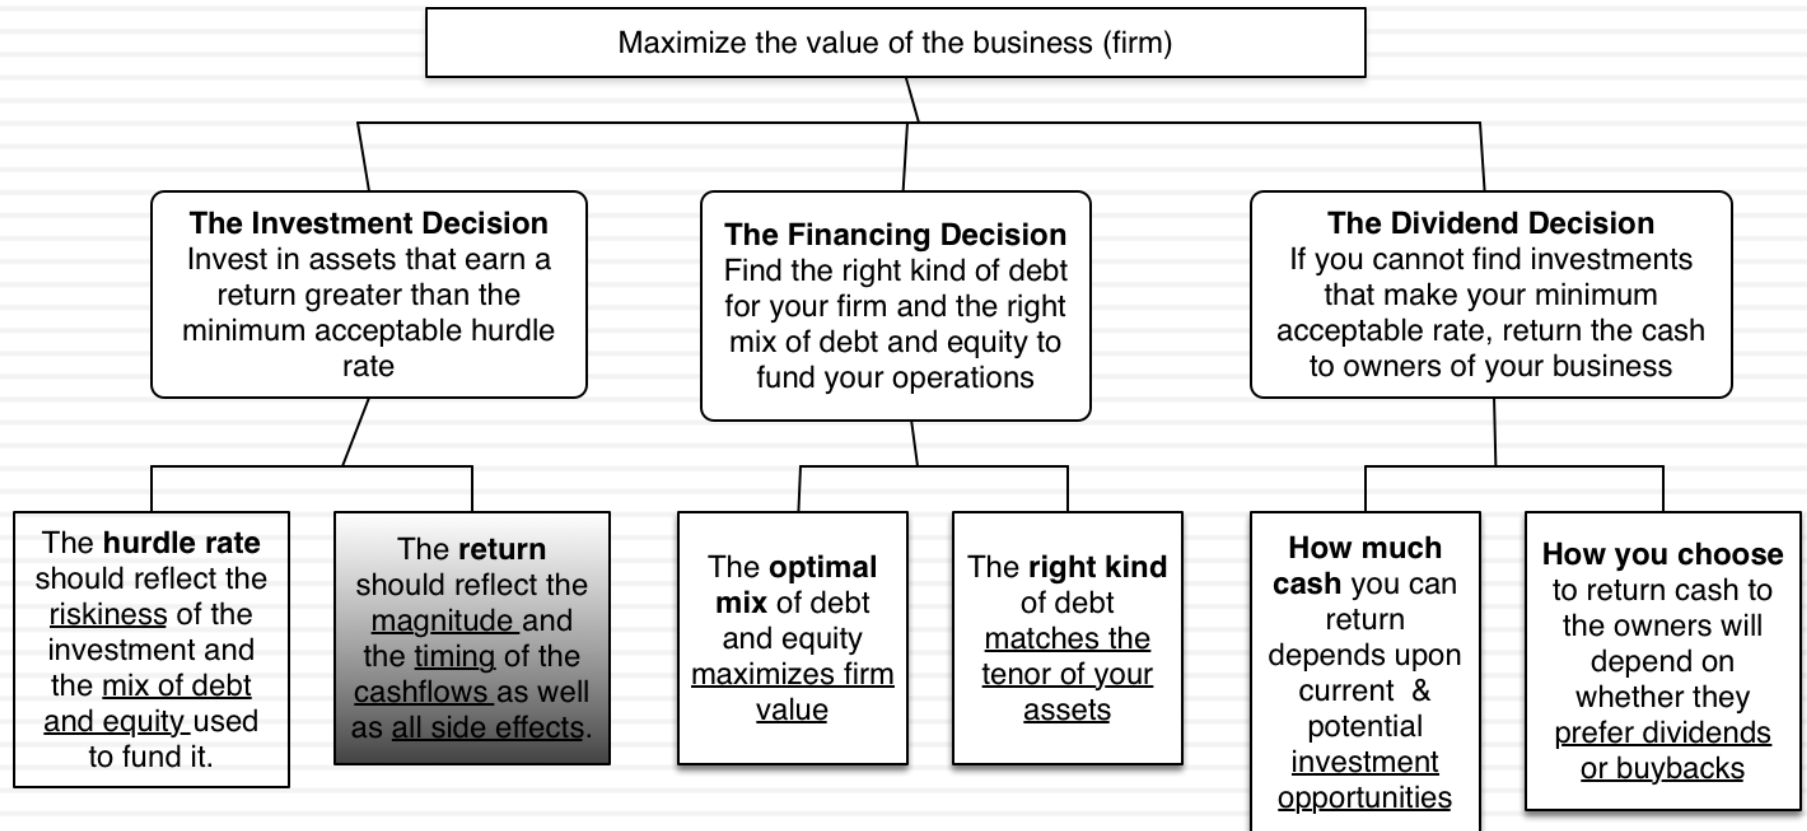 Maximize the value of the business (firm)
The Investment Decision
Invest in assets that earn a
return greater than the
minimum acceptable hurdle
rate
The Financing Decision
Find the right kind of debt
for your firm and the right
mix of debt and equity to
fund your operations
The Dividend Decision
If you cannot find investments
that make your minimum
acceptable rate, return the cash
to owners of your business
The hurdle rate
should reflect the
riskiness of the
investment and
the mix of debt
and equity used
to fund it.
The return
should reflect the
magnitude and
the timing of the
cashflows as well
as all side effects.
The optimal
mix of debt
and equity
maximizes firm
value
The right kind
of debt
matches the
tenor of your
assets
How much
cash you can
return
depends upon
current &
potential
investment
opportunities
How you choose
to return cash to
the owners will
depend on
whether they
prefer dividends
or buybacks